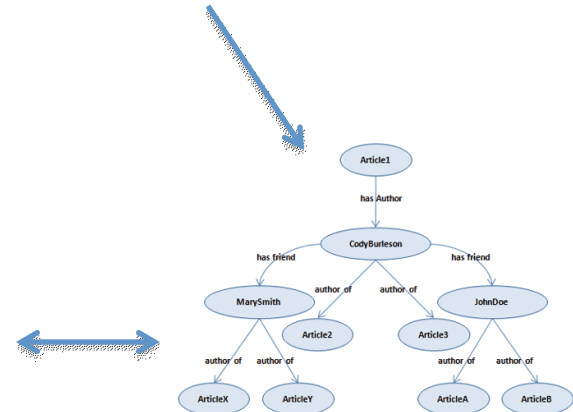 Article1
has Author
CodyBurleson
has friend
has friend
author of
author of
MarySmith
JohnDoe
Article2
Article3
author of
author of
author of
author of
ArticleX
ArticleY
ArticleA
ArticleB